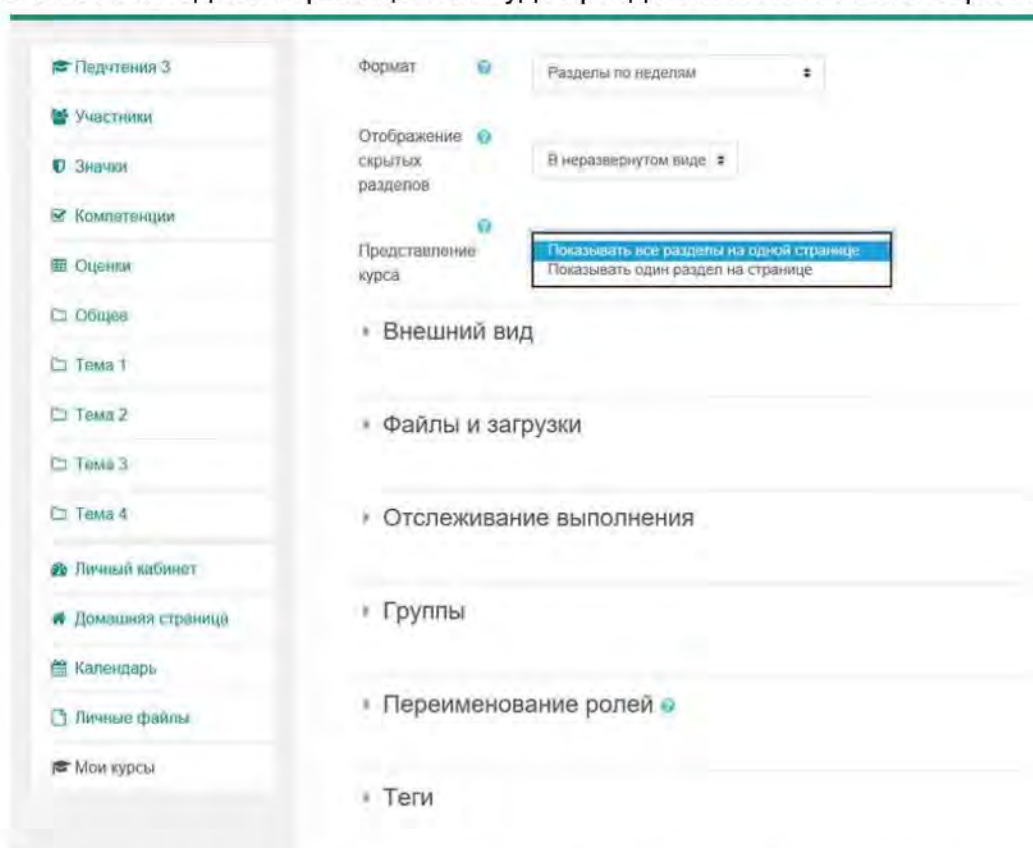 Педчтения 3
Участники
Значки
Компетенции
Оценки
Общее
Тема 1
Тема 2
Тема 3
Тема 4
Личный кабинет
Домашняя страница
Календарь
Личные файлы
Мои курсы
Формат
Разделы по неделям
Отображение
скрытых
разделов
В неразвернутом виде
Представление
курса
Показывать все разделы на одной странице
Показывать один раздел на странице
Внешний вид
Файлы и загрузки
Отслеживание выполнения
Группы
Переименование ролей
Теги